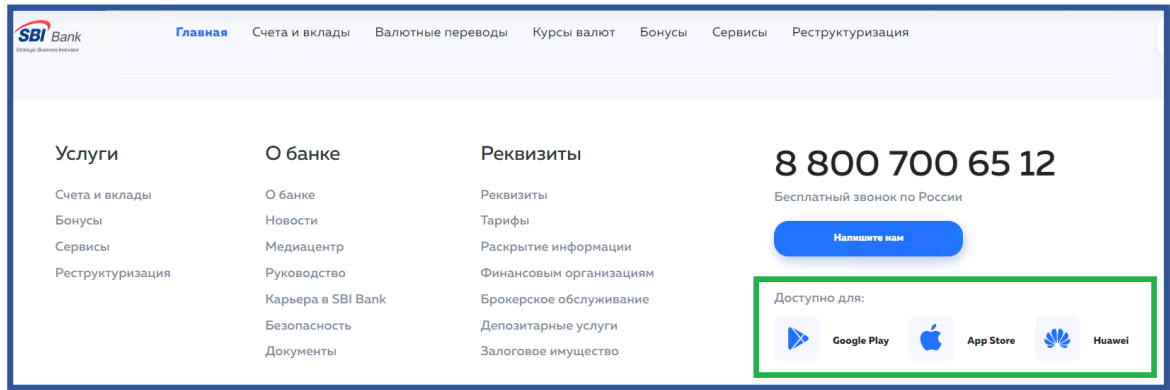 SBI Bank
Strategic Business Innovator
Главная Счета и вклады Валютные переводы Курсы валют Бонусы Сервисы Реструктуризация
Услуги
Счета и вклады
Бонусы
Сервисы
Реструктуризация
О банке
О банке
Новости
Медиацентр
Руководство
Карьера в SBI Bank
Безопасность
Документы
Реквизиты
Реквизиты
Тарифы
Раскрытие информации
Финансовым организациям
Брокерское обслуживание
Депозитарные услуги
Залоговое имущество
8 800 700 65 12
Бесплатный звонок по России
Напишите нам
Доступно для:
Google Play App Store Huawei